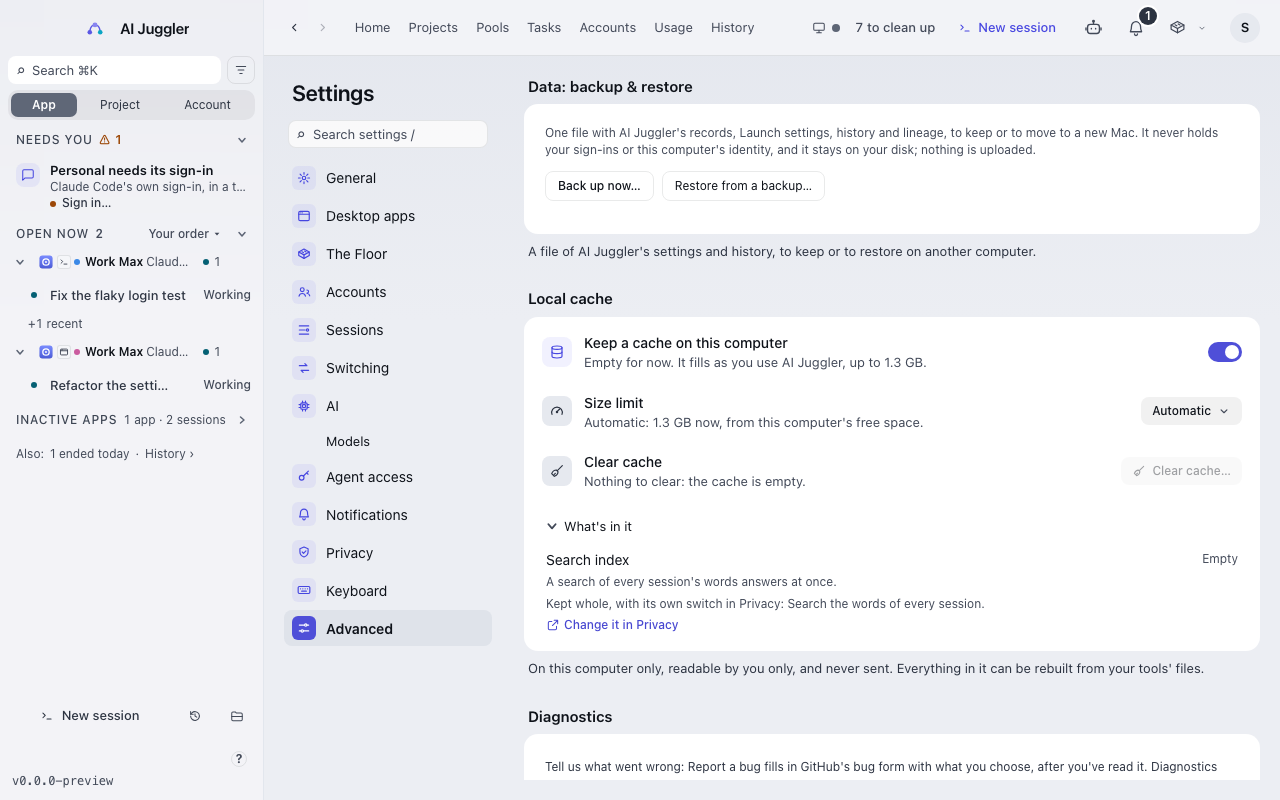 AI Juggler
Search ⌘K
App Project Account
NEEDS YOU 1
Personal needs its sign-in
Claude Code's own sign-in, in a t…
Sign in…
OPEN NOW 2 Your order
Work Max Claud… 1
Fix the flaky login test Working
+1 recent
Work Max Claud… 1
Refactor the setti… Working
INACTIVE APPS 1 app · 2 sessions
Also: 1 ended today · History ›
New session
?
v0.0.0-preview
Home Projects Pools Tasks Accounts Usage History
7 to clean up
New session
1
S
Settings
Search settings /
General
Desktop apps
The Floor
Accounts
Sessions
Switching
AI
Models
Agent access
Notifications
Privacy
Keyboard
Advanced
Data: backup & restore
One file with AI Juggler's records, Launch settings, history and lineage, to keep or to move to a new Mac. It never holds
your sign-ins or this computer's identity, and it stays on your disk; nothing is uploaded.
Back up now… Restore from a backup…
A file of AI Juggler's settings and history, to keep or to restore on another computer.
Local cache
Keep a cache on this computer
Empty for now. It fills as you use AI Juggler, up to 1.3 GB.
Size limit
Automatic: 1.3 GB now, from this computer's free space.
Automatic
Clear cache
Nothing to clear: the cache is empty.
Clear cache…
What's in it
Search index Empty
A search of every session's words answers at once.
Kept whole, with its own switch in Privacy: Search the words of every session.
Change it in Privacy
On this computer only, readable by you only, and never sent. Everything in it can be rebuilt from your tools' files.
Diagnostics
Tell us what went wrong: Report a bug fills in GitHub's bug form with what you choose, after you've read it. Diagnostics